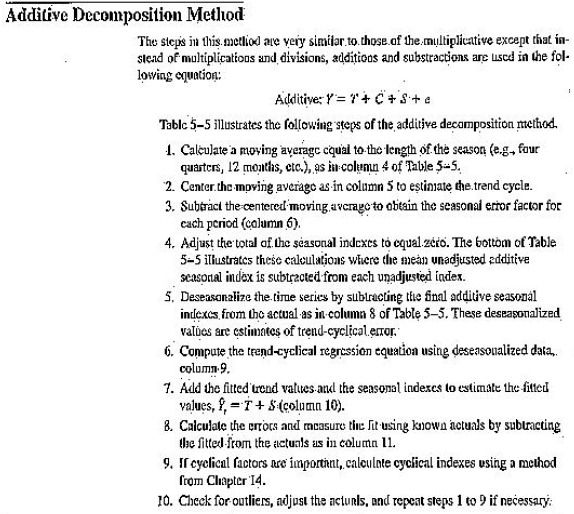 Additive Decomposition Method
The steps in this method are very similar to those of the multiplicative except that in-
stead of multiplications and divisions, additions and substractions are used in the fol-
lowing equation:
Additive: Y = T + C + S + e
Table 5–5 illustrates the following steps of the additive decomposition method.
1. Calculate a moving average equal to the length of the season (e.g., four
quarters, 12 months, etc.), as in column 4 of Table 5–5.
2. Center the moving average as in column 5 to estimate the trend cycle.
3. Subtract the centered moving average to obtain the seasonal error factor for
each period (column 6).
4. Adjust the total of the seasonal indexes to equal zero. The bottom of Table
5–5 illustrates these calculations where the mean unadjusted additive
seasonal index is subtracted from each unadjusted index.
5. Deseasonalize the time series by subtracting the final additive seasonal
indexes from the actual as in column 8 of Table 5–5. These deseasonalized
values are estimates of trend-cyclical error.
6. Compute the trend-cyclical regression equation using deseasonalized data,
column 9.
7. Add the fitted trend values and the seasonal indexes to estimate the fitted
values, Ŷₜ = T + S (column 10).
8. Calculate the errors and measure the fit using known actuals by subtracting
the fitted from the actuals as in column 11.
9. If cyclical factors are important, calculate cyclical indexes using a method
from Chapter 14.
10. Check for outliers, adjust the actuals, and repeat steps 1 to 9 if necessary.